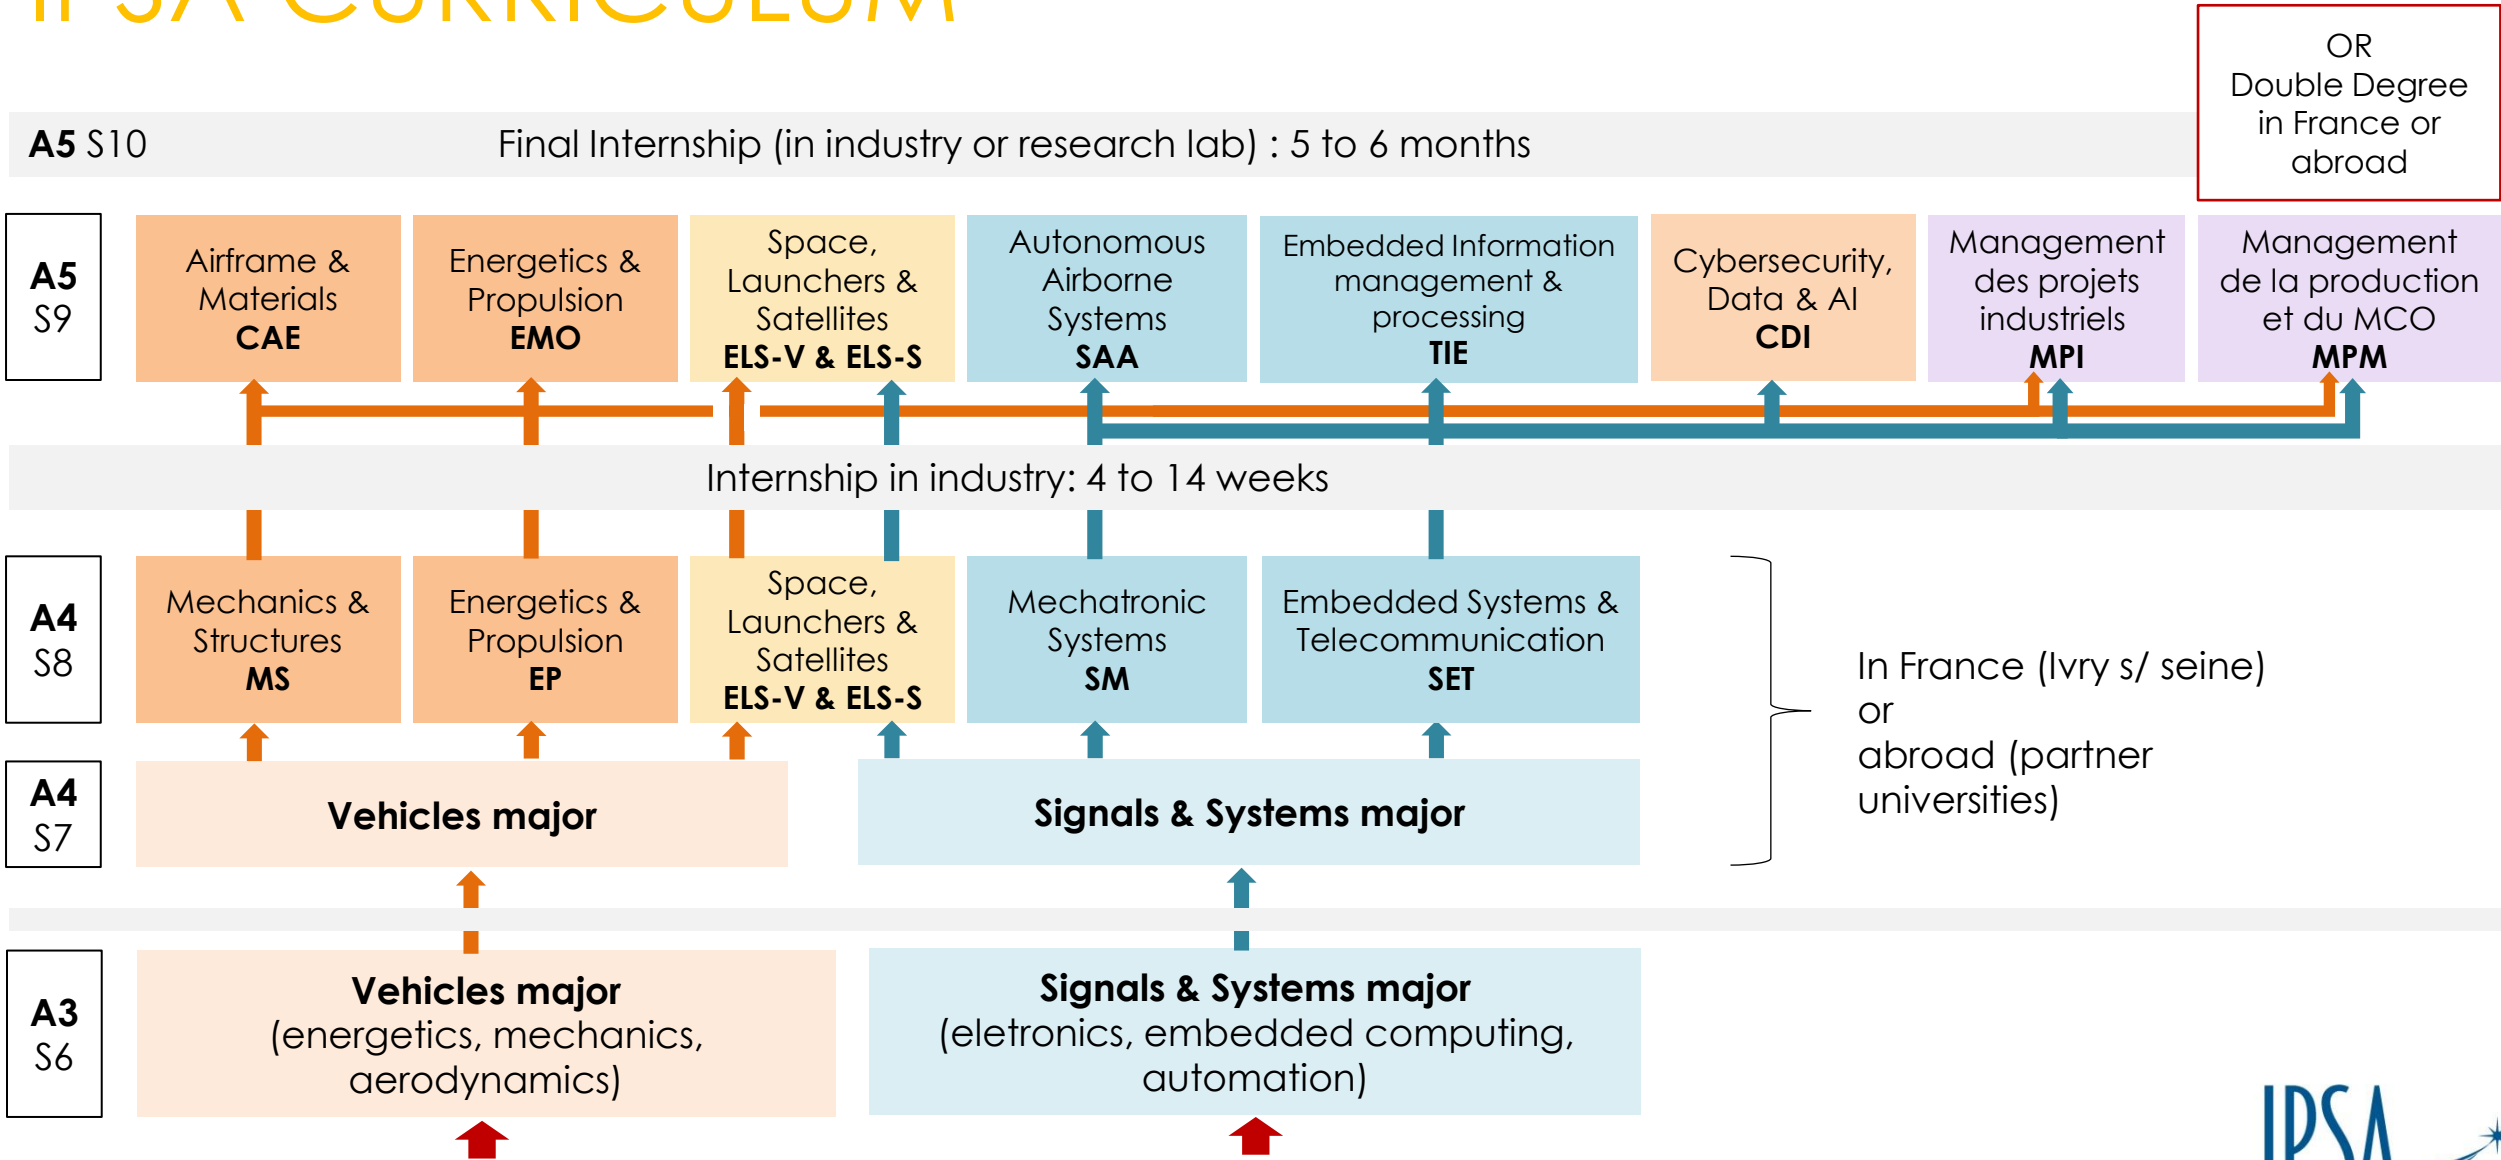 IPSA CURRICULUM
OR
Double Degree
in France or
abroad
A5 S10
Final Internship (in industry or research lab) : 5 to 6 months
A5
S9
Airframe &
Materials
CAE
Energetics &
Propulsion
EMO
Space,
Launchers &
Satellites
ELS-V & ELS-S
Autonomous
Airborne
Systems
SAA
Embedded Information
management &
processing
TIE
Cybersecurity,
Data & AI
CDI
Management
des projets
industriels
MPI
Management
de la production
et du MCO
MPM
Internship in industry: 4 to 14 weeks
A4
S8
Mechanics &
Structures
MS
Energetics &
Propulsion
EP
Space,
Launchers &
Satellites
ELS-V & ELS-S
Mechatronic
Systems
SM
Embedded Systems &
Telecommunication
SET
In France (Ivry s/ seine)
or
abroad (partner
universities)
A4
S7
Vehicles major
Signals & Systems major
A3
S6
Vehicles major
(energetics, mechanics,
aerodynamics)
Signals & Systems major
(eletronics, embedded computing,
automation)
IPSA